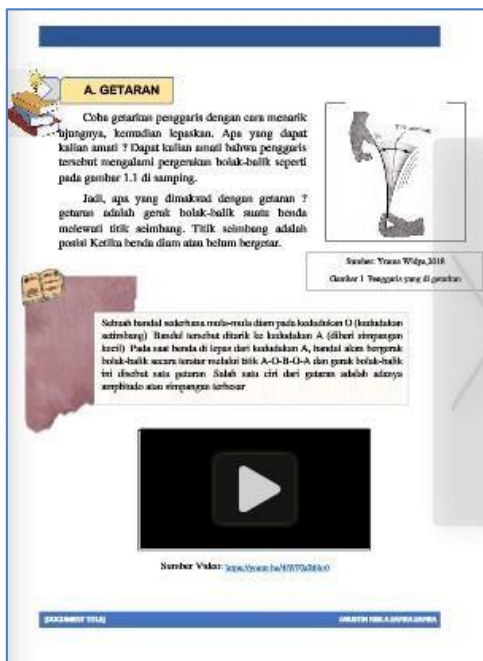 A. GETARAN
Coba getarkan penggaris dengan cara menarik
ujungnya, kemudian lepaskan. Apa yang dapat
kalian amati ? Dapat kalian amati bahwa penggaris
tersebut mengalami pergerakan bolak-balik seperti
pada gambar 1.1 di samping.
Jadi, apa yang dimaksud dengan getaran ?
getaran adalah gerak bolak-balik suatu benda
melewati titik seimbang. Titik seimbang adalah
posisi Ketika benda diam atau belum bergetar.
Sumber: Yrama Widya,2018
Gambar 1 Penggaris yang di getarkan
Sebuah bandul sederhana mula-mula diam pada kedudukan O (kedudukan
setimbang) Bandul tersebut ditarik ke kedudukan A (diberi simpangan
kecil) Pada saat benda di lepas dari kedudukan A, bandul akan bergerak
bolak-balik secara teratur melalui titik A-O-B-O-A dan gerak bolak-balik
ini disebut satu getaran Salah satu ciri dari getaran adalah adanya
amplitudo atau simpangan terbesar
Sumber Video:
[DOCUMENT TITLE]